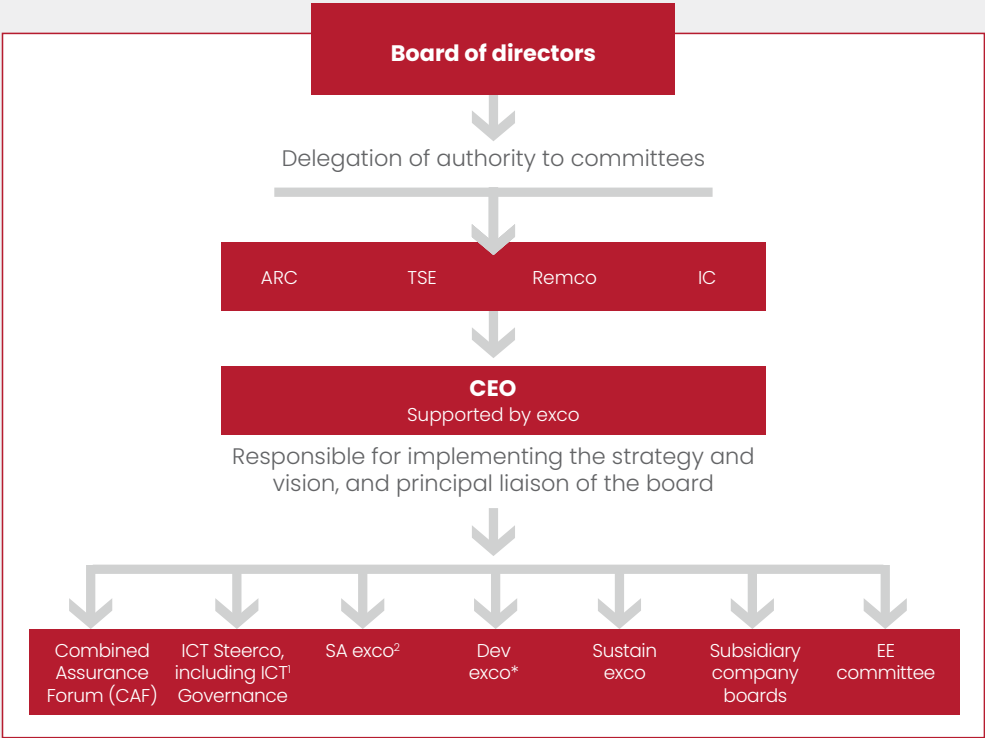 Board of directors
Delegation of authority to committees
ARC TSE Remco IC
CEO
Supported by exco
Responsible for implementing the strategy and
vision, and principal liaison of the board
Combined
Assurance
Forum (CAF)
ICT Steerco,
including ICT¹
Governance
SA exco²
Dev
exco*
Sustain
exco
Subsidiary
company
boards
EE
committee